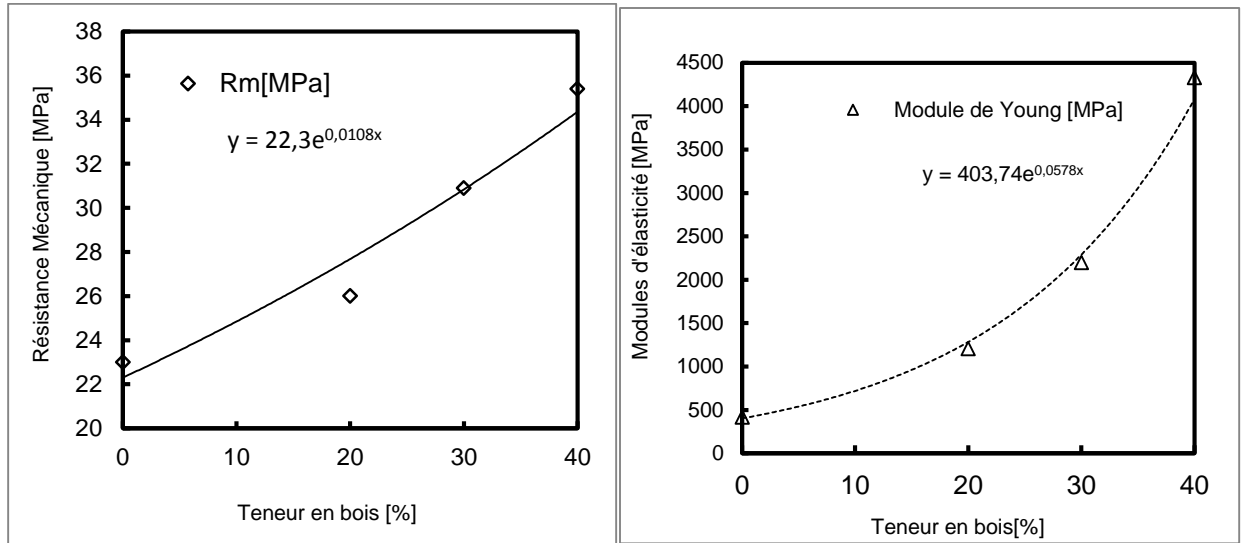 Résistance Mécanique [MPa]
38
36
34
32
30
28
26
24
22
20
Rm[MPa]
y = 22,3e^0,0108x
0 10 20 30 40
Teneur en bois [%]
Modules d'élasticité [MPa]
4500
4000
3500
3000
2500
2000
1500
1000
500
0
Module de Young [MPa]
y = 403,74e^0,0578x
0 10 20 30 40
Teneur en bois[%]